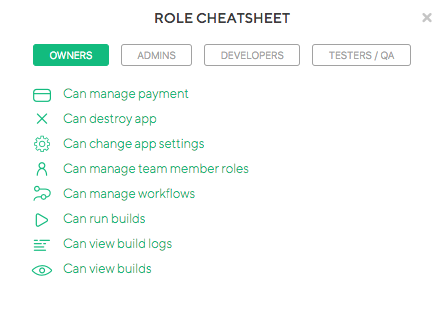 ROLE CHEATSHEET
OWNERS
ADMINS
DEVELOPERS
TESTERS / QA
Can manage payment
Can destroy app
Can change app settings
Can manage team member roles
Can manage workflows
Can run builds
Can view build logs
Can view builds